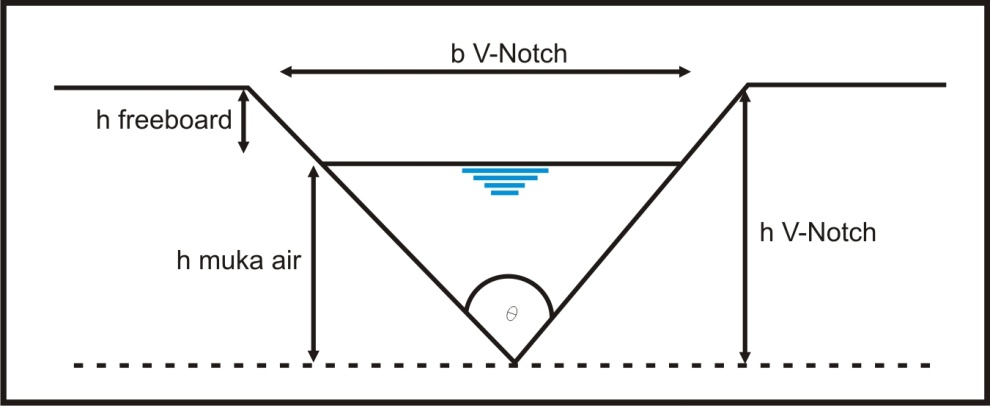 b V-Notch
h freeboard
h muka air
h V-Notch
θ